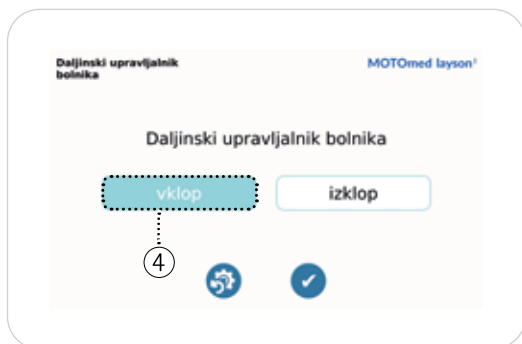 Daljinski upravljalnik
bolnika
MOTOmed layson®
Daljinski upravljalnik bolnika
vklop
izklop
4